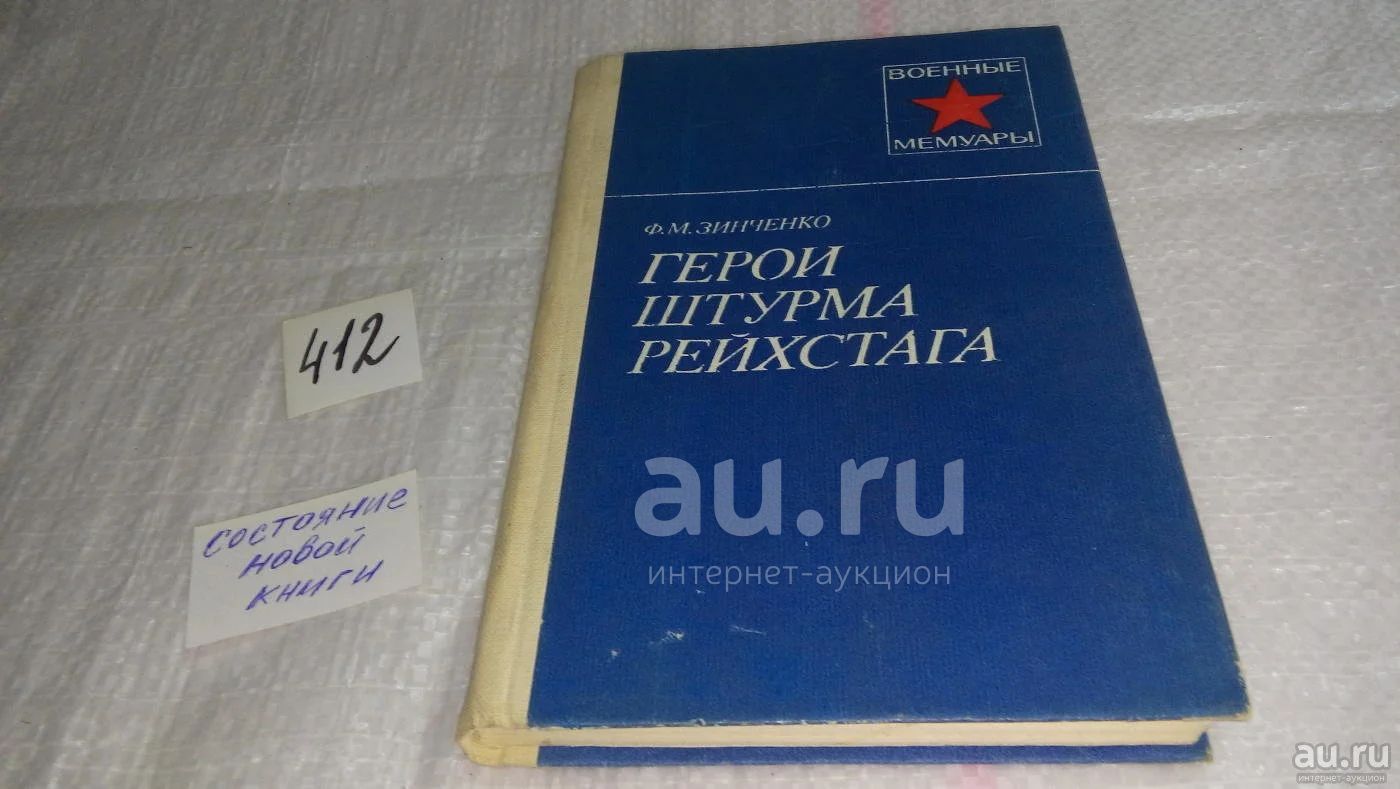 ВОЕННЫЕ
МЕМУАРЫ
Ф.М. ЗИНЧЕНКО
ГЕРОИ
ШТУРМА
РЕЙХСТАГА
412
состояние
новой
книги
au.ru
интернет-аукцион
au.ru
интернет-аукцион